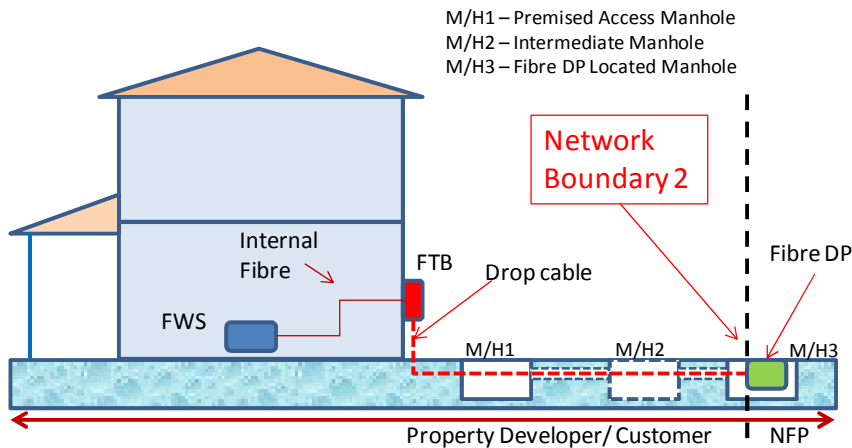 M/H1 – Premised Access Manhole
M/H2 – Intermediate Manhole
M/H3 – Fibre DP Located Manhole
Network
Boundary 2
Internal
Fibre
FTB
Drop cable
Fibre DP
FWS
M/H1
M/H2
M/H3
Property Developer/ Customer
NFP